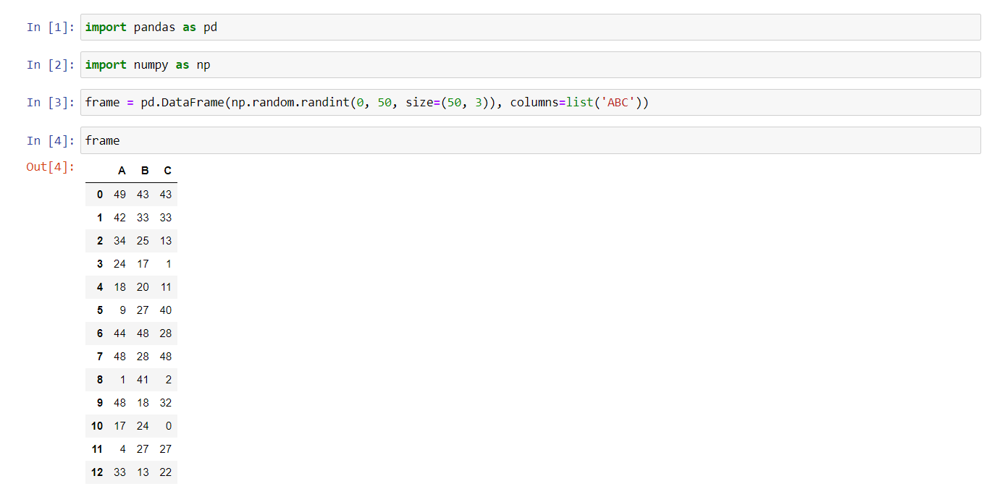 In [1]: import pandas as pd
In [2]: import numpy as np
In [3]: frame = pd.DataFrame(np.random.randint(0, 50, size=(50, 3)), columns=list('ABC'))
In [4]: frame
Out[4]:
A B C
0 49 43 43
1 42 33 33
2 34 25 13
3 24 17 1
4 18 20 11
5 9 27 40
6 44 48 28
7 48 28 48
8 1 41 2
9 48 18 32
10 17 24 0
11 4 27 27
12 33 13 22